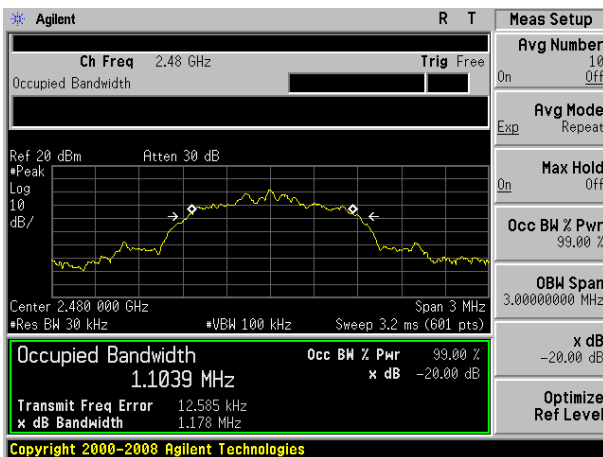 Agilent R T
Ch Freq 2.48 GHz Trig Free
Occupied Bandwidth
Ref 20 dBm Atten 30 dB
#Peak
Log
10
dB/
Center 2.480 000 GHz Span 3 MHz
#Res BW 30 kHz #VBW 100 kHz Sweep 3.2 ms (601 pts)
Occupied Bandwidth Occ BW % Pwr 99.00 %
1.1039 MHz x dB -20.00 dB
Transmit Freq Error 12.585 kHz
x dB Bandwidth 1.178 MHz
Copyright 2000-2008 Agilent Technologies
Meas Setup
Avg Number
10
On Off
Avg Mode
Exp Repeat
Max Hold
On Off
Occ BW % Pwr
99.00 %
OBW Span
3.00000000 MHz
x dB
-20.00 dB
Optimize
Ref Level